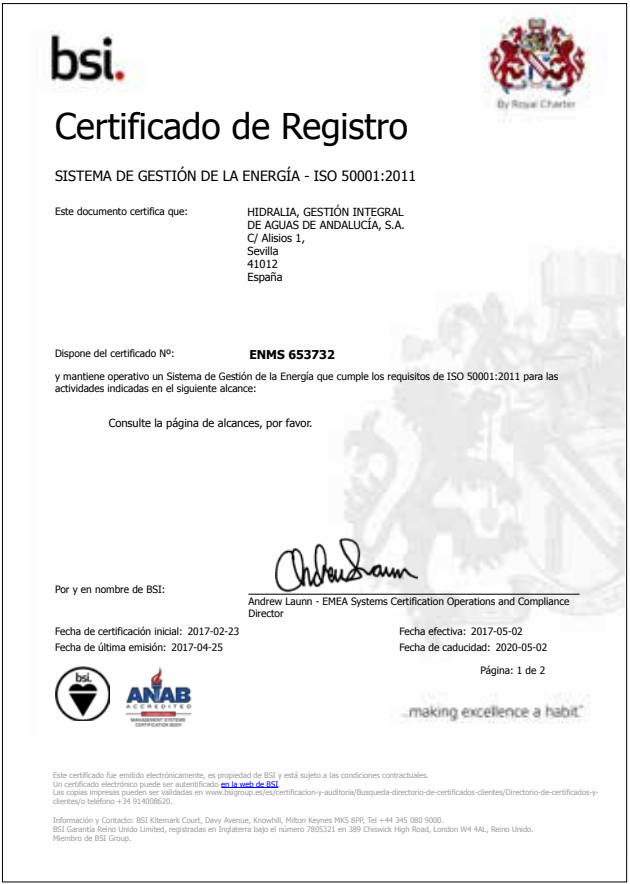 bsi.
By Royal Charter
Certificado de Registro
SISTEMA DE GESTIÓN DE LA ENERGÍA - ISO 50001:2011
Este documento certifica que:
HIDRALIA, GESTIÓN INTEGRAL
DE AGUAS DE ANDALUCÍA, S.A.
C/ Alisios 1,
Sevilla
41012
España
Dispone del certificado Nº:
ENMS 653732
y mantiene operativo un Sistema de Gestión de la Energía que cumple los requisitos de ISO 50001:2011 para las
actividades indicadas en el siguiente alcance:
Consulte la página de alcances, por favor.
Por y en nombre de BSI:
Andrew Launn - EMEA Systems Certification Operations and Compliance
Director
Fecha de certificación inicial: 2017-02-23
Fecha efectiva: 2017-05-02
Fecha de última emisión: 2017-04-25
Fecha de caducidad: 2020-05-02
Página: 1 de 2
bsi.
ANAB
ACCREDITED
MANAGEMENT SYSTEMS
CERTIFICATION BODY
...making excellence a habit.™
Este certificado fue emitido electrónicamente, es propiedad de BSI y está sujeto a las condiciones contractuales.
Un certificado electrónico puede ser autentificado en la web de BSI.
Las copias impresas pueden ser validadas en www.bsigroup.es/es/certificacion-y-auditoria/Busqueda-directorio-de-certificados-clientes/Directorio-de-certificados-y-
clientes/o teléfono +34 914008620.
Información y Contacto: BSI Kitemark Court, Davy Avenue, Knowlhill, Milton Keynes MK5 8PP, Tel +44 345 080 9000.
BSI Garantía Reino Unido Limited, registradas en Inglaterra bajo el número 7805321 en 389 Chiswick High Road, London W4 4AL, Reino Unido.
Miembro de BSI Group.